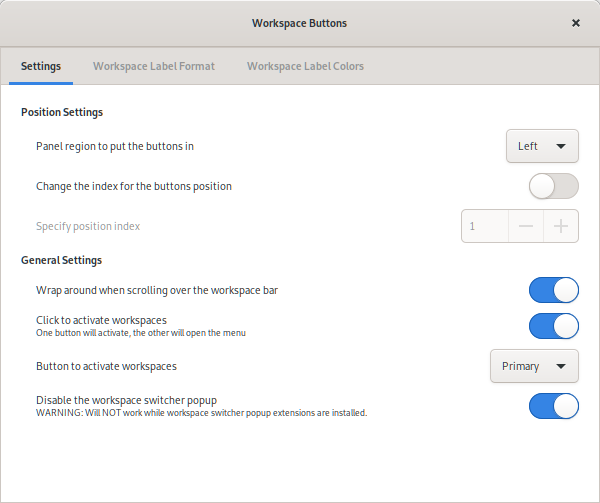 Workspace Buttons
Settings
Workspace Label Format
Workspace Label Colors
Position Settings
Panel region to put the buttons in
Left
Change the index for the buttons position
Specify position index
1
General Settings
Wrap around when scrolling over the workspace bar
Click to activate workspaces
One button will activate, the other will open the menu
Button to activate workspaces
Primary
Disable the workspace switcher popup
WARNING: Will NOT work while workspace switcher popup extensions are installed.